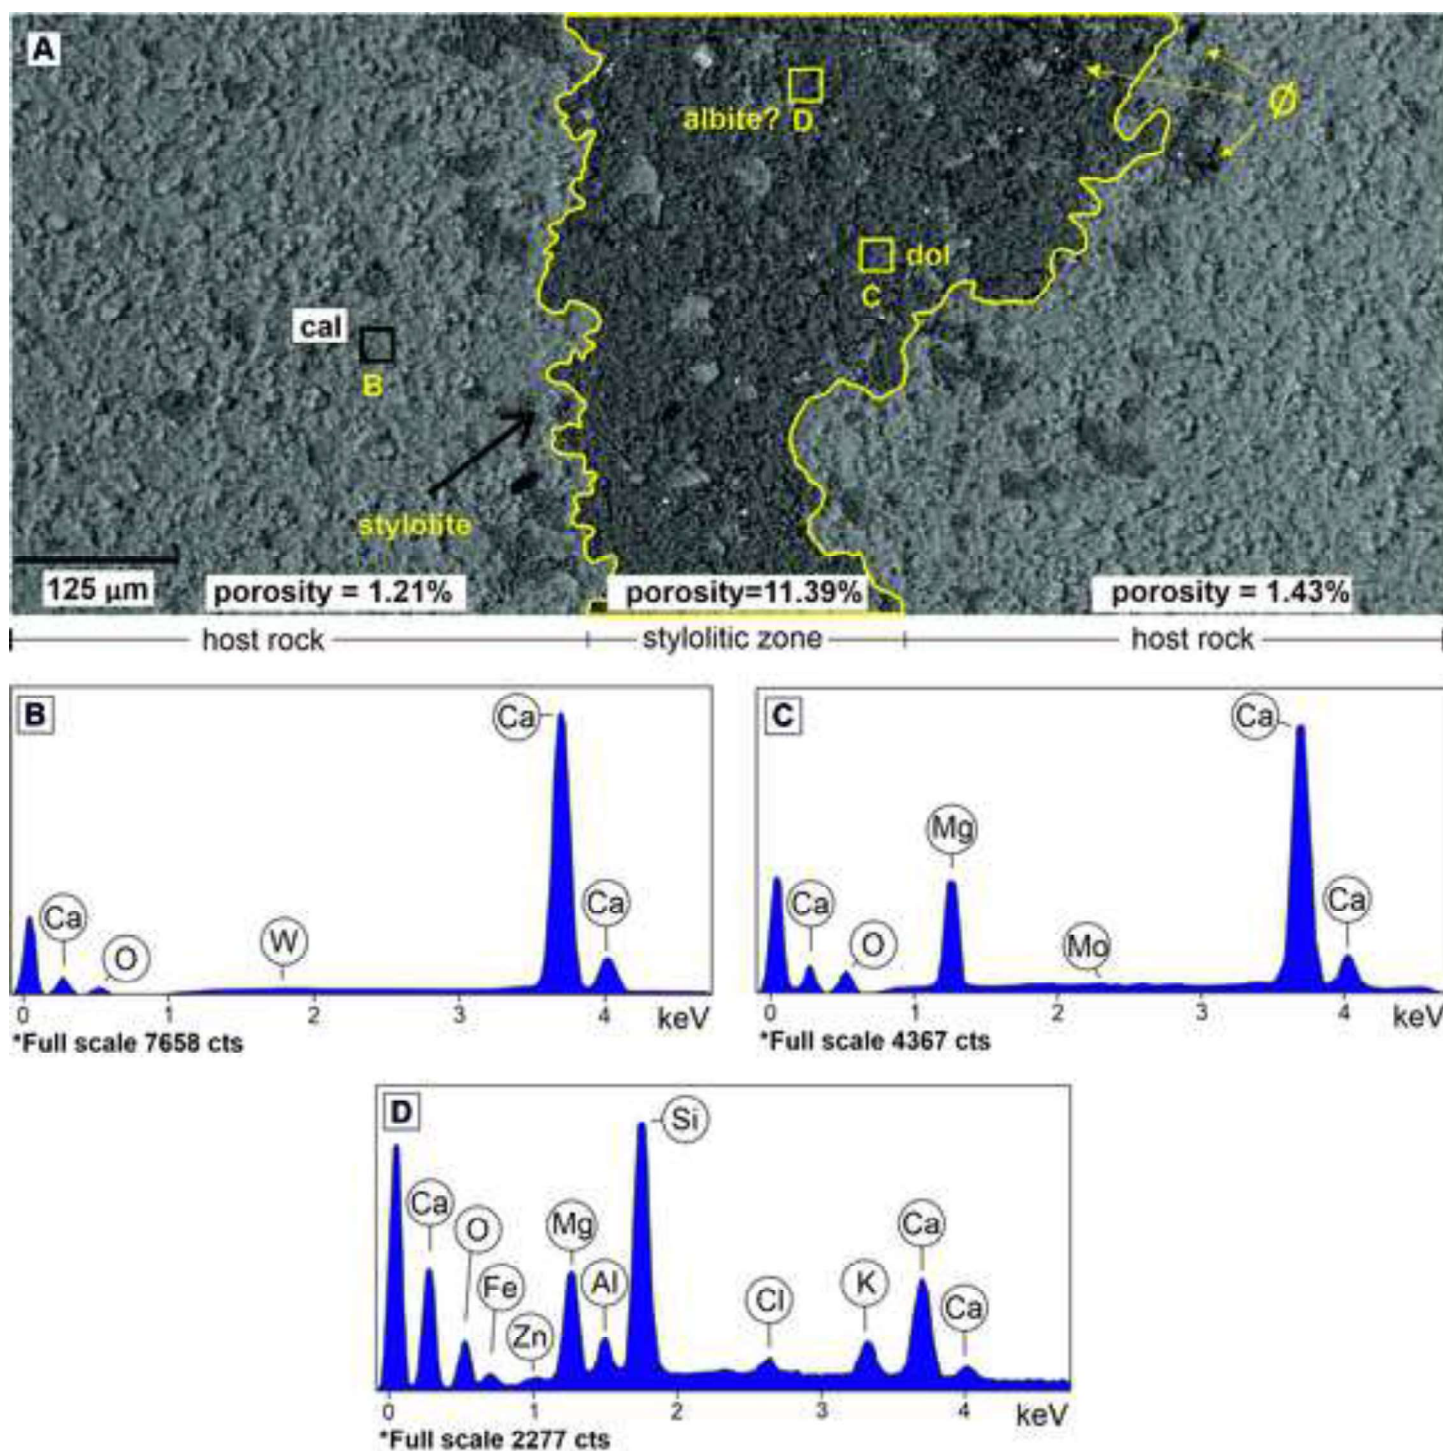 A
albite? D
Ø
dol
C
cal
B
stylolite
125 µm
porosity = 1.21%
porosity=11.39%
porosity = 1.43%
host rock
stylolitic zone
host rock
B
Ca
Ca
Ca
O
W
0 1 2 3 4 keV
*Full scale 7658 cts
C
Ca
Mg
Ca
Ca
O
Mo
0 1 2 3 4 keV
*Full scale 4367 cts
D
Si
Ca
O
Mg
Ca
Fe
Al
K
Cl
Ca
Zn
0 1 2 3 4 keV
*Full scale 2277 cts